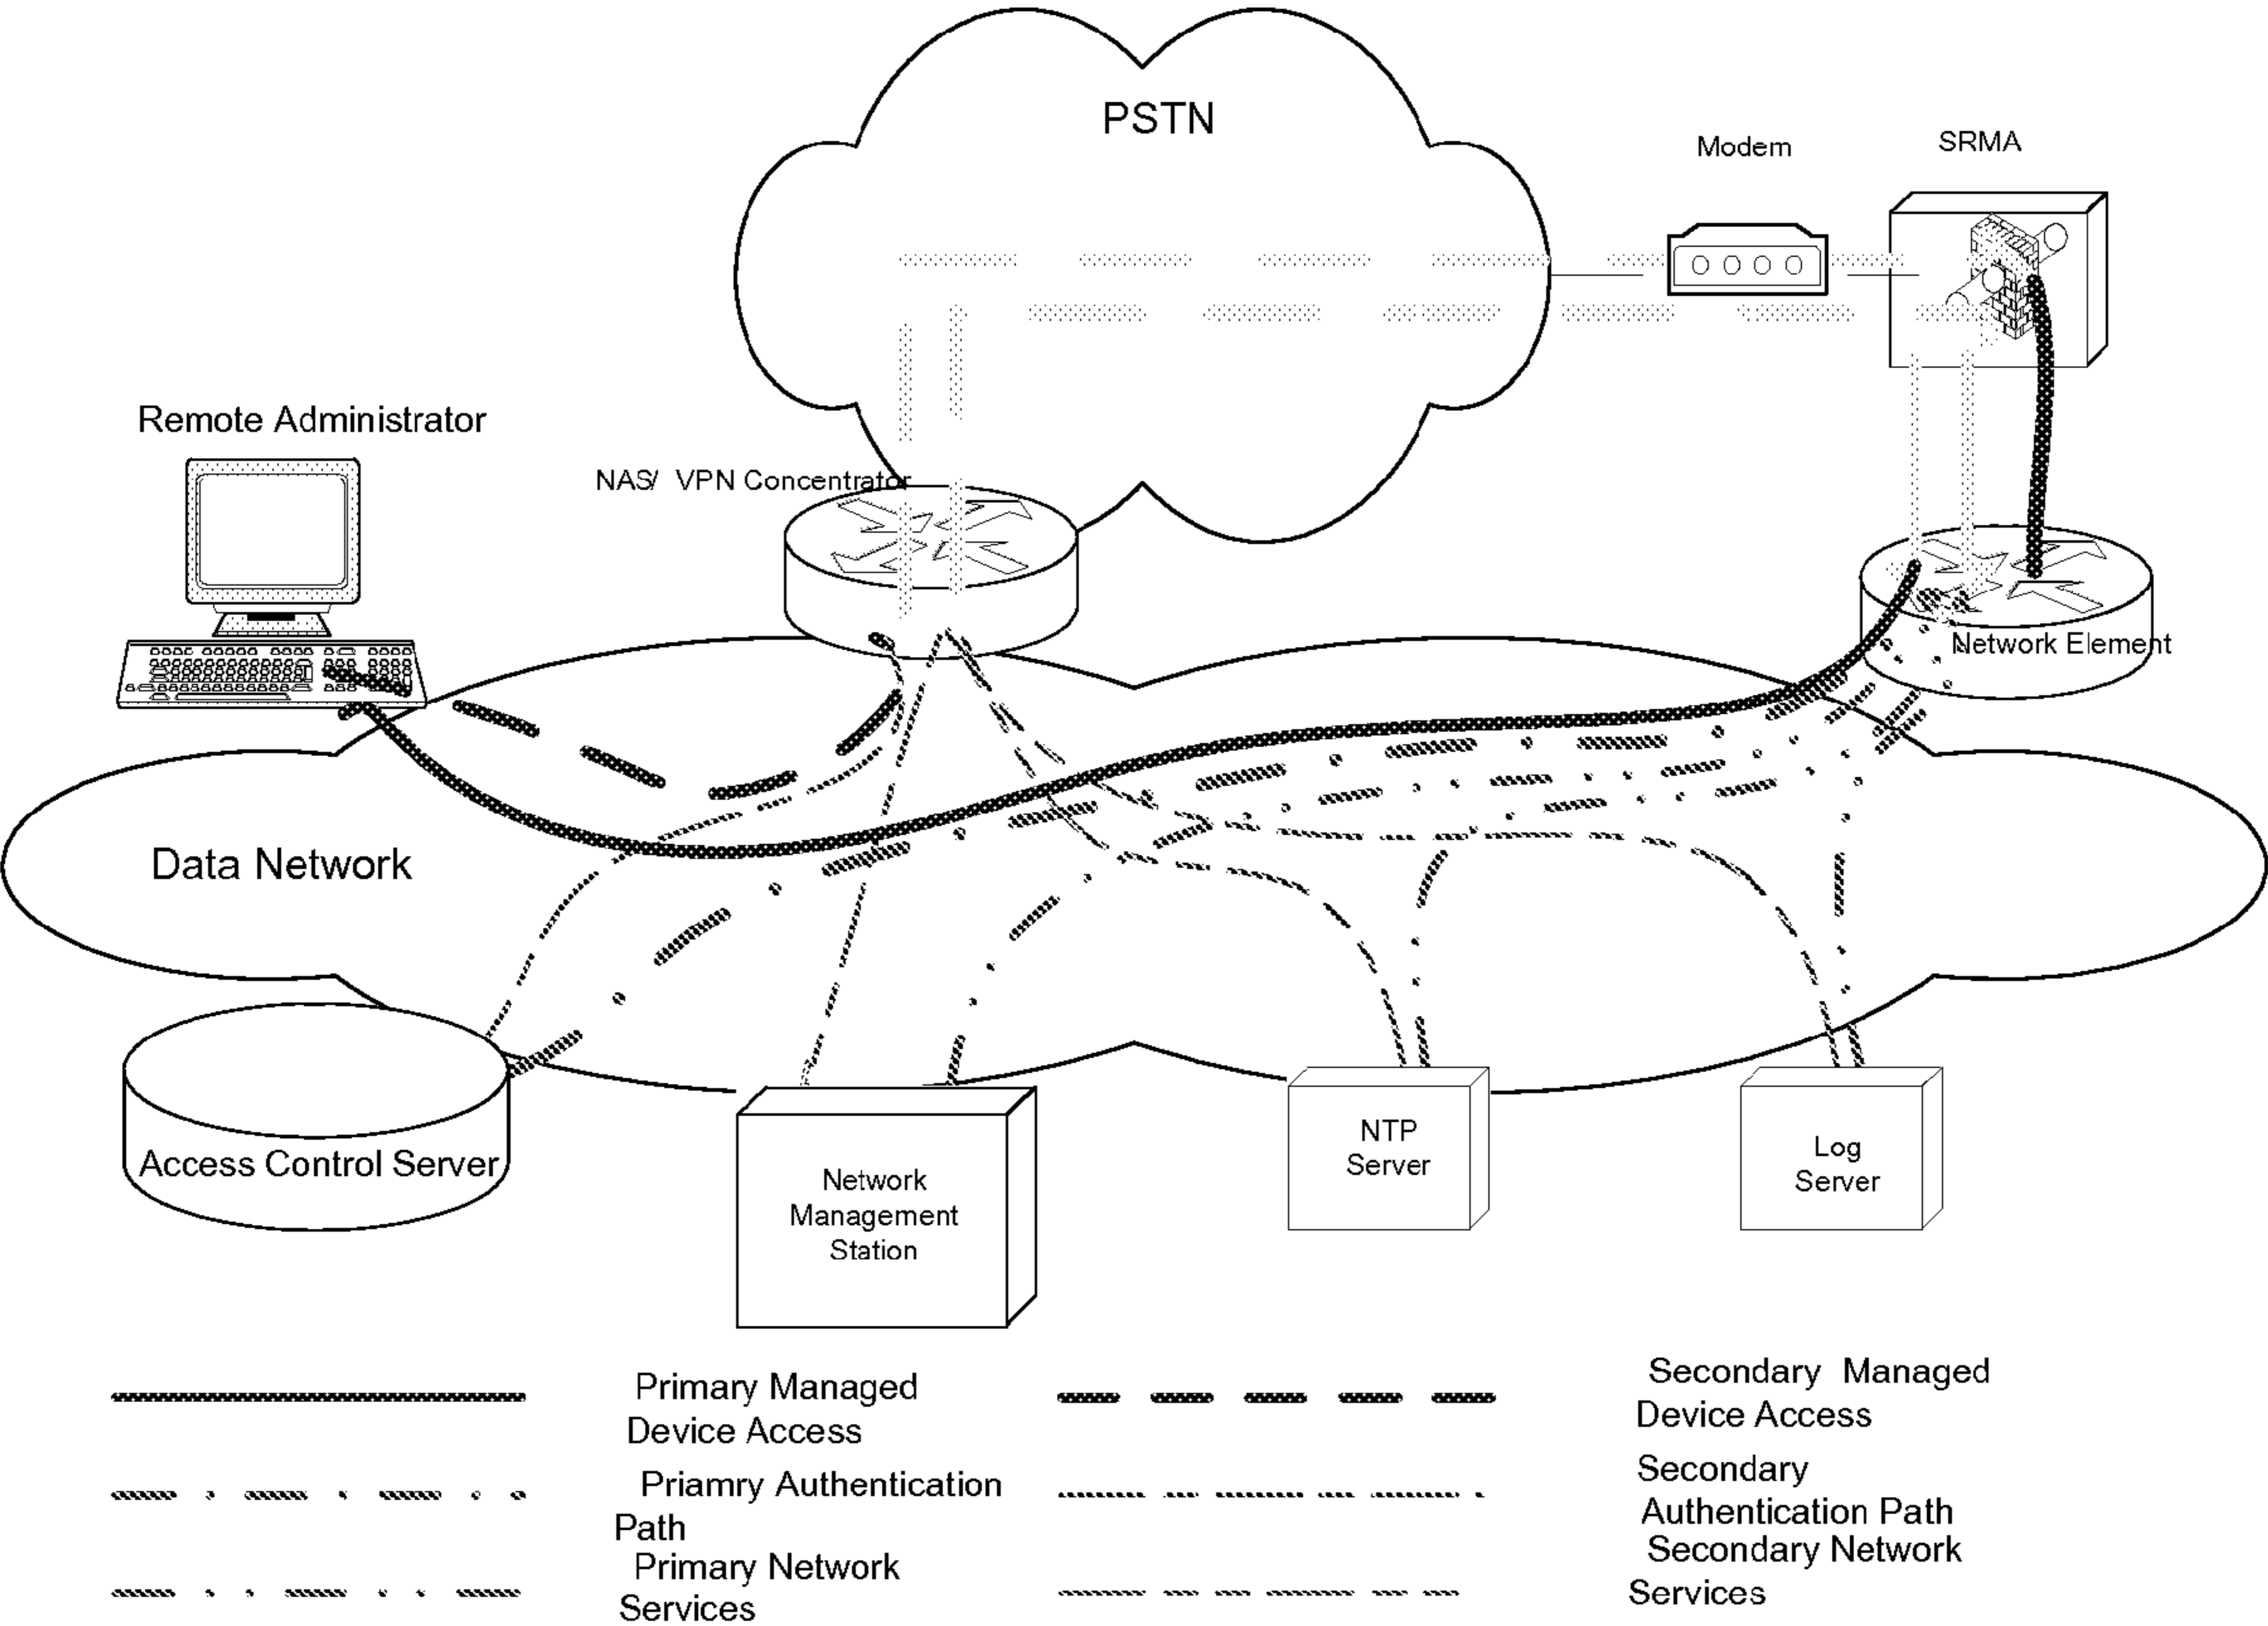 PSTN
Modem
SRMA
Remote Administrator
NAS/ VPN Concentrator
Network Element
Data Network
Access Control Server
Network
Management
Station
NTP
Server
Log
Server
Primary Managed
Device Access
Priamry Authentication
Path
Primary Network
Services
Secondary Managed
Device Access
Secondary
Authentication Path
Secondary Network
Services